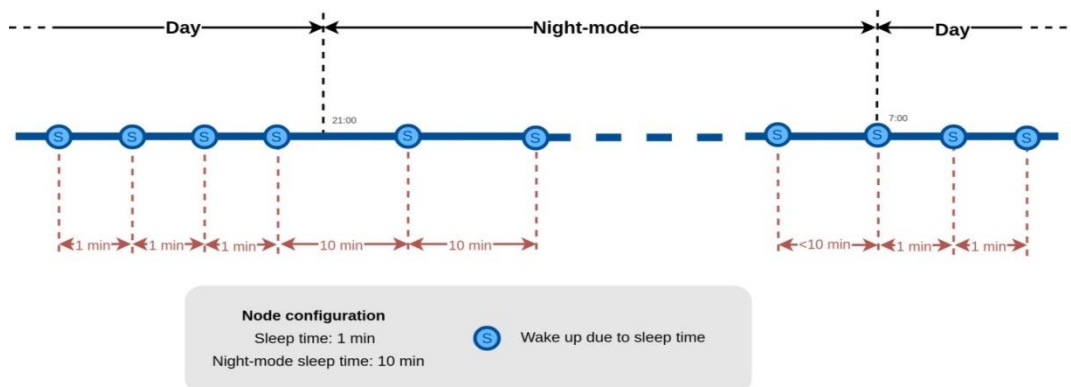 Day
Night-mode
Day
21:00
7:00
S S S S S S S S S S
1 min
1 min
1 min
10 min
10 min
<10 min
1 min
1 min
Node configuration
Sleep time: 1 min
Night-mode sleep time: 10 min
S Wake up due to sleep time